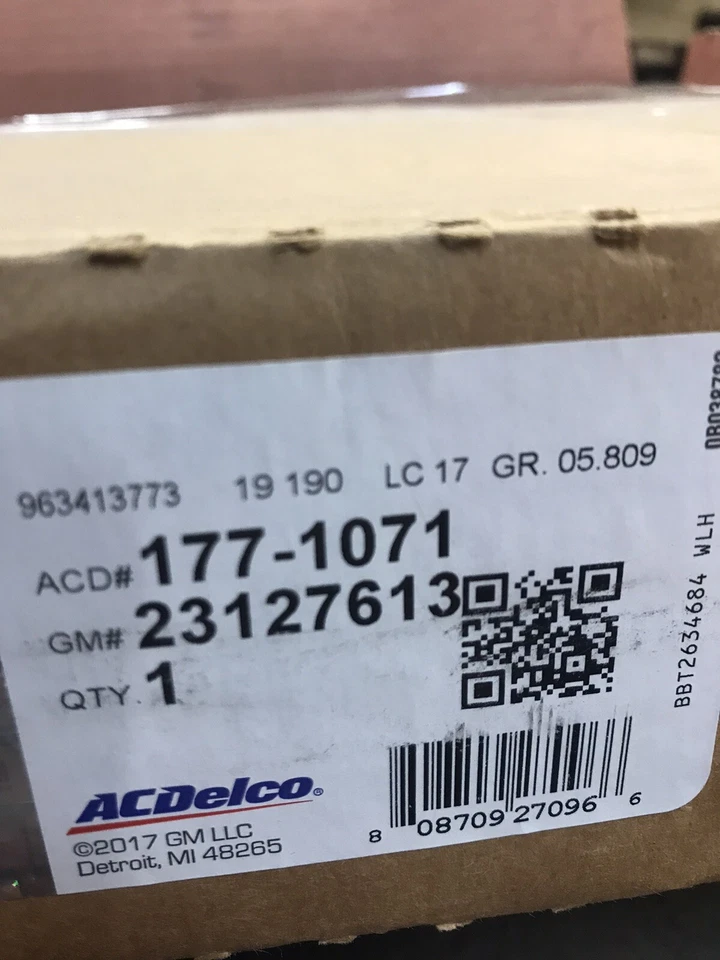 963413773 19 190 LC 17 GR. 05.809
ACD# 177-1071
GM# 23127613
QTY. 1
ACDelco®
©2017 GM LLC
Detroit, MI 48265
8 08709 27096 6
BBT2634684 WLH